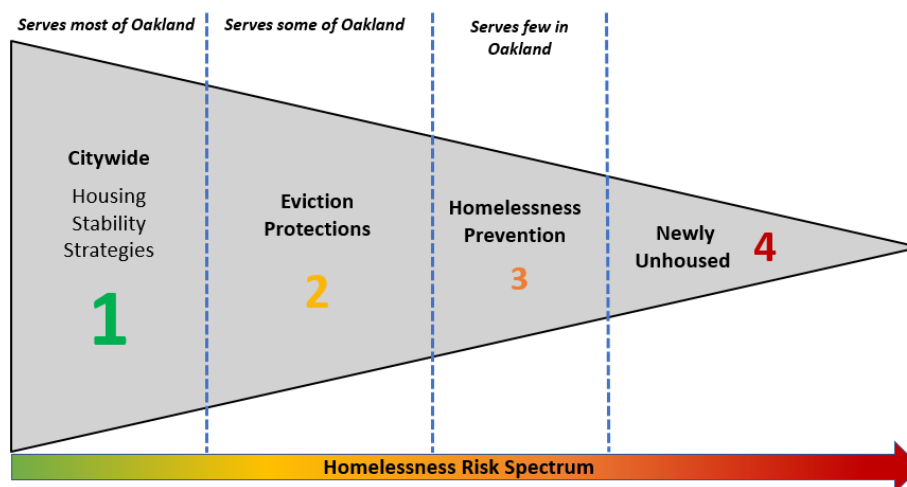 Serves most of Oakland
Serves some of Oakland
Serves few in
Oakland
Citywide
Housing
Stability
Strategies
1
Eviction
Protections
2
Homelessness
Prevention
3
Newly
Unhoused
4
Homelessness Risk Spectrum